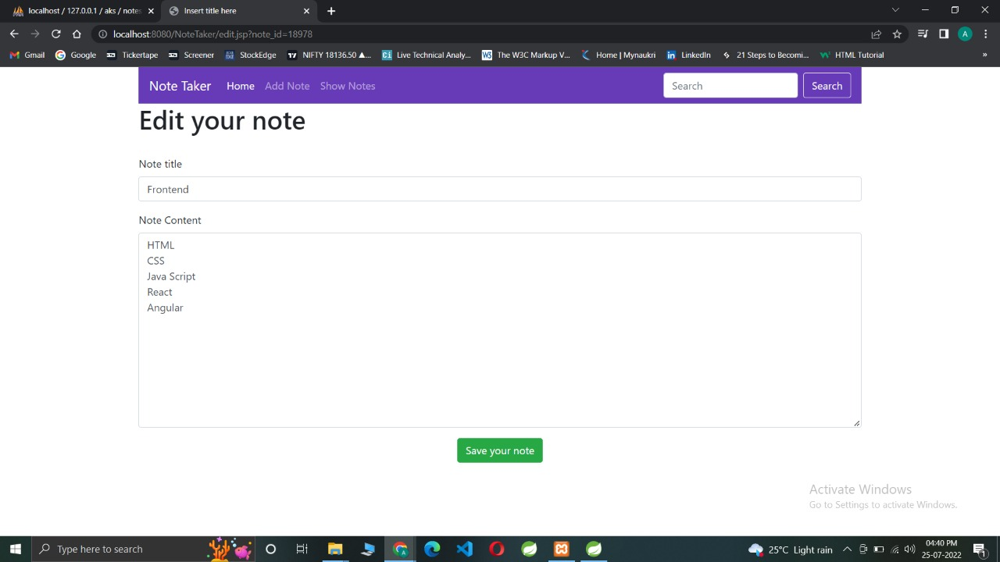 localhost / 127.0.0.1 / aks / notes
Insert title here
localhost:8080/NoteTaker/edit.jsp?note_id=18978
A
Gmail
Google
Tickertape
Screener
StockEdge
NIFTY 18136.50 ▲...
Live Technical Analy...
The W3C Markup V...
Home | Mynaukri
LinkedIn
21 Steps to Becomi...
HTML Tutorial
»
Note Taker
Home
Add Note
Show Notes
Search
Search
Edit your note
Note title
Frontend
Note Content
HTML
CSS
Java Script
React
Angular
Save your note
Activate Windows
Go to Settings to activate Windows.
Type here to search
25°C Light rain
04:40 PM
25-07-2022
1